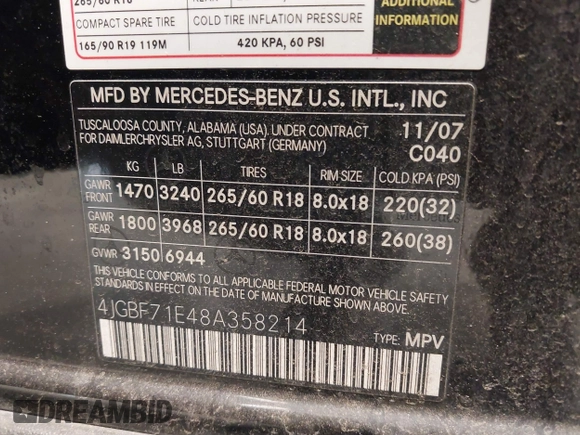 265/60 R18
COMPACT SPARE TIRE COLD TIRE INFLATION PRESSURE
165/90 R19 119M 420 KPA, 60 PSI
ADDITIONAL
INFORMATION
MFD BY MERCEDES-BENZ U.S. INTL., INC
TUSCALOOSA COUNTY, ALABAMA (USA). UNDER CONTRACT 11/07
FOR DAIMLERCHRYSLER AG, STUTTGART (GERMANY) C040
KG LB TIRES RIM SIZE COLD KPA (PSI)
GAWR
FRONT 1470 3240 265/60 R18 8.0x18 220(32)
GAWR
REAR 1800 3968 265/60 R18 8.0x18 260(38)
GVWR 3150 6944
THIS VEHICLE CONFORMS TO ALL APPLICABLE FEDERAL MOTOR VEHICLE SAFETY
STANDARDS IN EFFECT ON THE DATE OF MANUFACTURE SHOWN ABOVE.
4JGBF71E48A358214
TYPE: MPV
DREAMBID